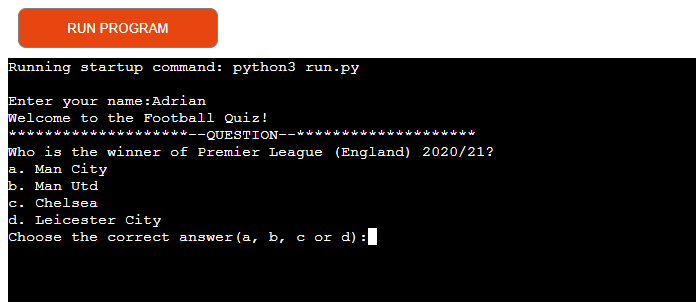 RUN PROGRAM
Running startup command: python3 run.py
Enter your name:Adrian
Welcome to the Football Quiz!
********************--QUESTION--********************
Who is the winner of Premier League (England) 2020/21?
a. Man City
b. Man Utd
c. Chelsea
d. Leicester City
Choose the correct answer(a, b, c or d):